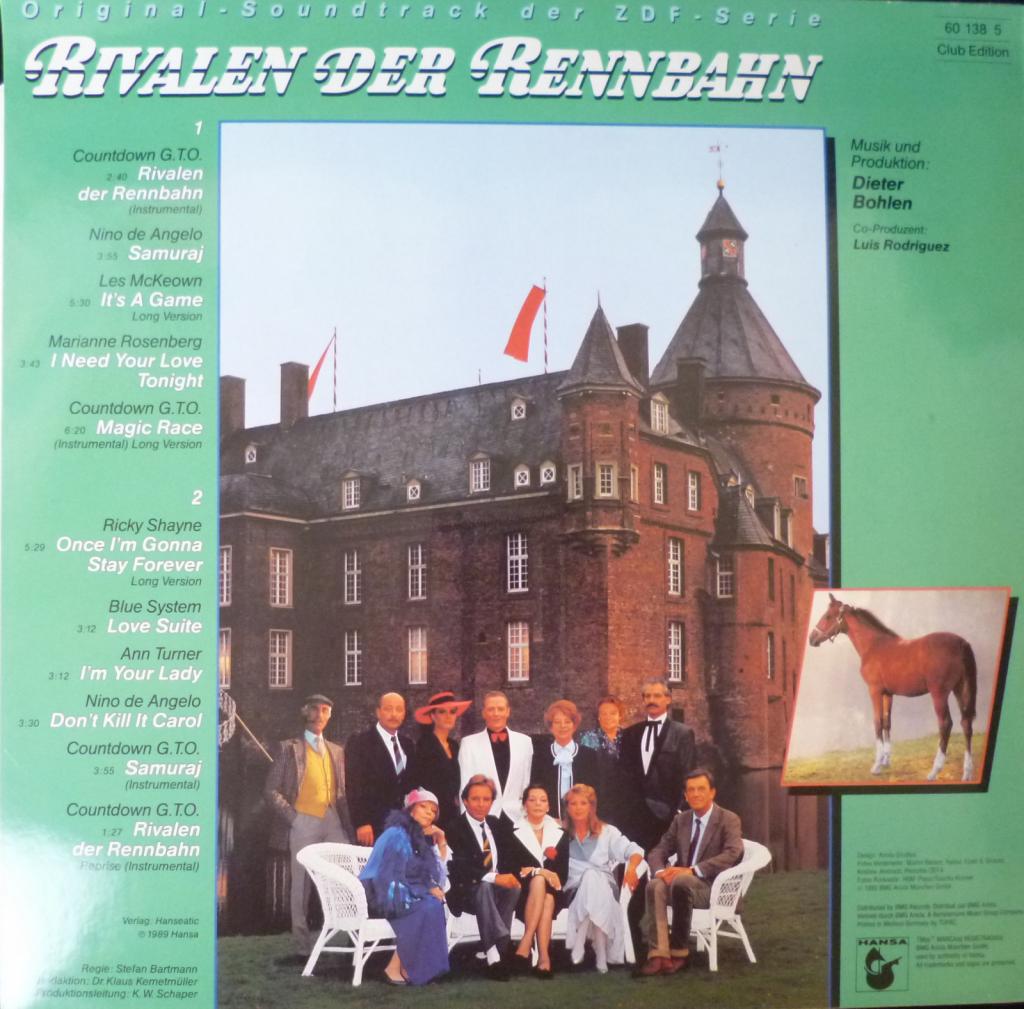 Original-Soundtrack der ZDF-Serie
RIVALEN DER RENNBAHN
60 138 5
Club Edition
1
Countdown G.T.O.
2:40 Rivalen
der Rennbahn
(Instrumental)
Nino de Angelo
3:55 Samuraj
Les McKeown
5:30 It's A Game
Long Version
Marianne Rosenberg
3:43 I Need Your Love
Tonight
Countdown G.T.O.
6:20 Magic Race
(Instrumental) Long Version
2
Ricky Shayne
5:29 Once I'm Gonna
Stay Forever
Long Version
Blue System
3:12 Love Suite
Ann Turner
3:12 I'm Your Lady
Nino de Angelo
3:30 Don't Kill It Carol
Countdown G.T.O.
3:55 Samuraj
(Instrumental)
Countdown G.T.O.
1:27 Rivalen
der Rennbahn
Reprise (Instrumental)
Verlag: Hanseatic
℗ 1989 Hansa
Regie: Stefan Bartmann
Redaktion: Dr. Klaus Kemetmüller
Produktionsleitung: K.W. Schaper
Musik und
Produktion:
Dieter
Bohlen
Co-Produzent:
Luis Rodriguez
HANSA